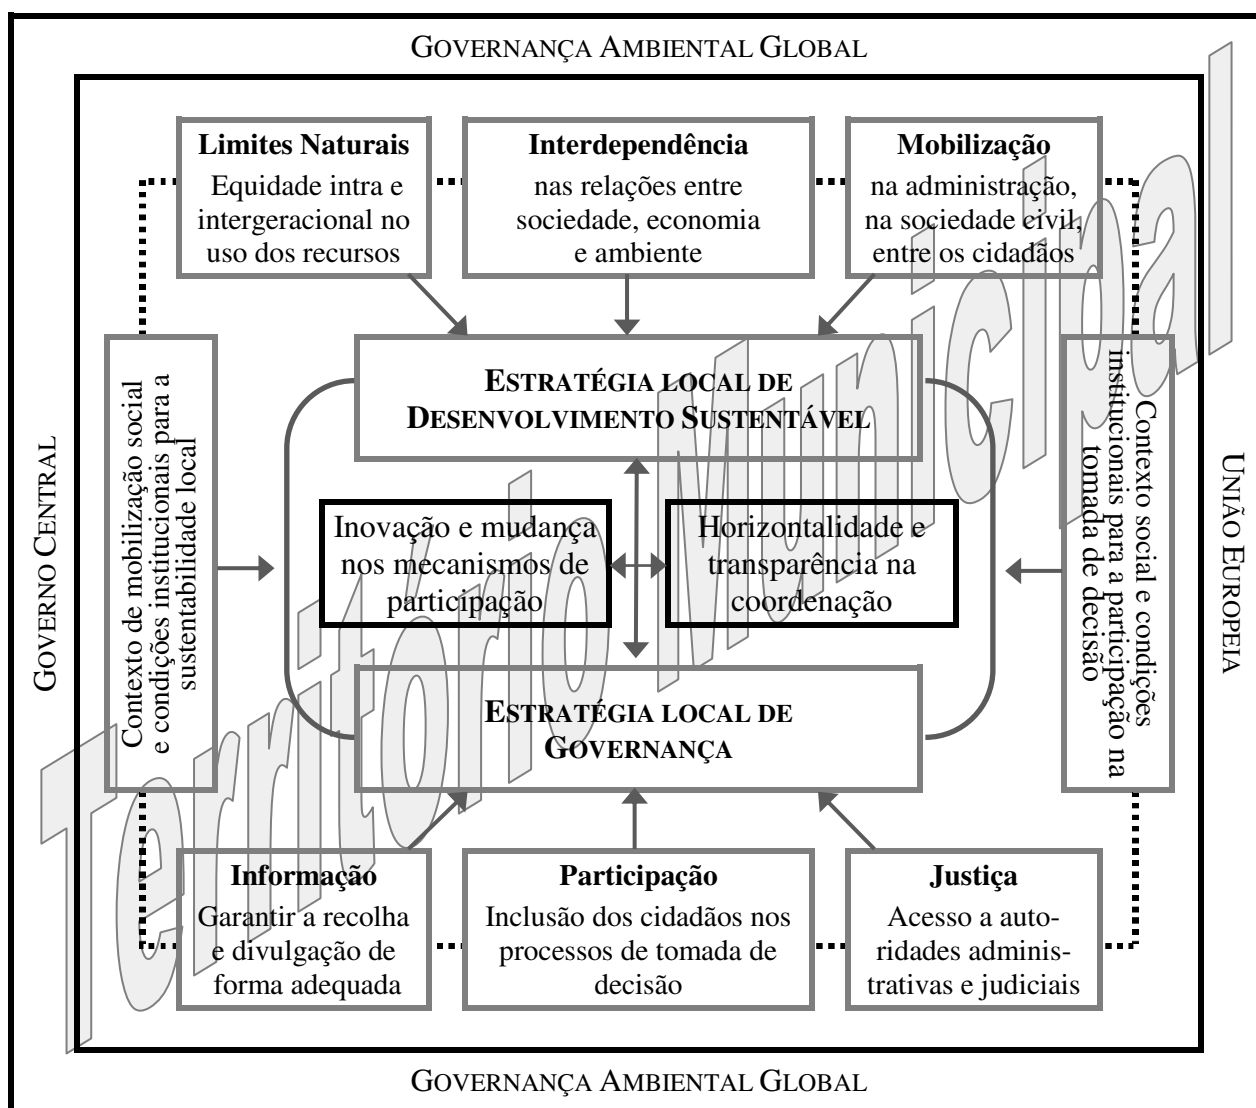 GOVERNANÇA AMBIENTAL GLOBAL
Limites Naturais
Equidade intra e
intergeracional no
uso dos recursos
Interdependência
nas relações entre
sociedade, economia
e ambiente
Mobilização
na administração,
na sociedade civil,
entre os cidadãos
GOVERNO CENTRAL
Contexto de mobilização social
e condições institucionais para a
sustentabilidade local
ESTRATÉGIA LOCAL DE
DESENVOLVIMENTO SUSTENTÁVEL
Inovação e mudança
nos mecanismos de
participação
Horizontalidade e
transparência na
coordenação
ESTRATÉGIA LOCAL DE
GOVERNANÇA
Contexto social e condições
institucionais para a participação na
tomada de decisão
UNIÃO EUROPEIA
Território Municipal
Informação
Garantir a recolha
e divulgação de
forma adequada
Participação
Inclusão dos cidadãos nos
processos de tomada de
decisão
Justiça
Acesso a auto-
ridades adminis-
trativas e judiciais
GOVERNANÇA AMBIENTAL GLOBAL